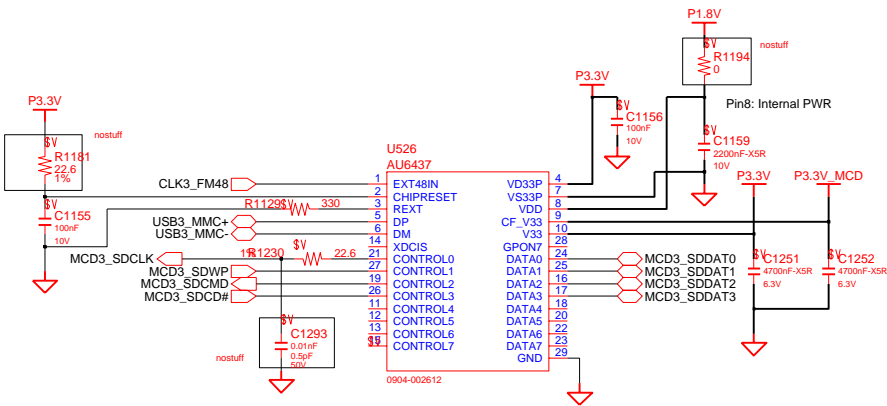 P1.8V
$V
nostuff
R1194
0
P3.3V
Pin8: Internal PWR
$V
C1156
100nF
10V
$V
C1159
2200nF-X5R
10V
P3.3V
nostuff
$V
R1181
22.6
1%
$V
C1155
100nF
10V
U526
AU6437
P3.3V
P3.3V_MCD
CLK3_FM48
1 EXT48IN
2 CHIPRESET
R1129 $V 330
3 REXT
USB3_MMC+
5 DP
USB3_MMC-
6 DM
14 XDCIS
MCD3_SDCLK
1%
R1230
$V
22.6
21 CONTROL0
MCD3_SDWP
27 CONTROL1
MCD3_SDCMD
19 CONTROL2
MCD3_SDCD#
26 CONTROL3
11 CONTROL4
12 CONTROL5
13 CONTROL6
15 CONTROL7
$V
VD33P 4
VS33P 7
VDD 8
CF_V33 9
V33 10
GPON7 28
DATA0 24 MCD3_SDDAT0
DATA1 25 MCD3_SDDAT1
DATA2 16 MCD3_SDDAT2
DATA3 17 MCD3_SDDAT3
DATA4 18
DATA5 20
DATA6 22
DATA7 23
GND 29
0904-002612
$V
C1251
4700nF-X5R
6.3V
$V
C1252
4700nF-X5R
6.3V
$V
C1293
0.01nF
0.5pF
50V
nostuff